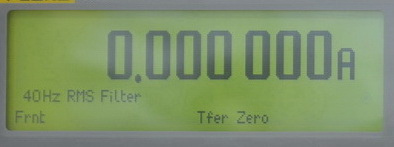 0.000 000A
40Hz RMS Filter
Frnt Tfer Zero